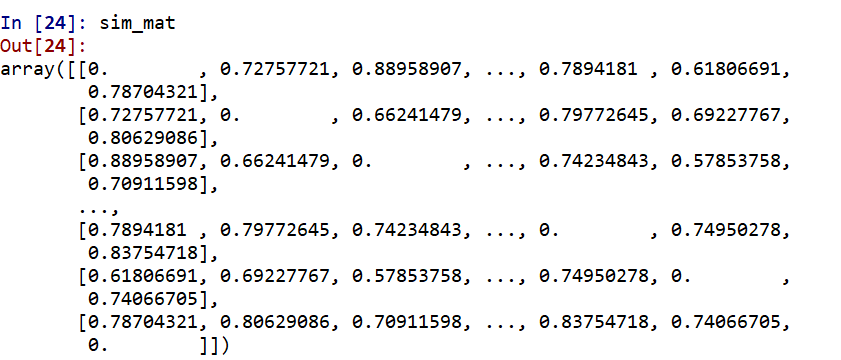 In [24]: sim_mat
Out[24]:
array([[0.        , 0.72757721, 0.88958907, ..., 0.7894181 , 0.61806691,
        0.78704321],
       [0.72757721, 0.        , 0.66241479, ..., 0.79772645, 0.69227767,
        0.80629086],
       [0.88958907, 0.66241479, 0.        , ..., 0.74234843, 0.57853758,
        0.70911598],
       ...,
       [0.7894181 , 0.79772645, 0.74234843, ..., 0.        , 0.74950278,
        0.83754718],
       [0.61806691, 0.69227767, 0.57853758, ..., 0.74950278, 0.        ,
        0.74066705],
       [0.78704321, 0.80629086, 0.70911598, ..., 0.83754718, 0.74066705,
        0.        ]])